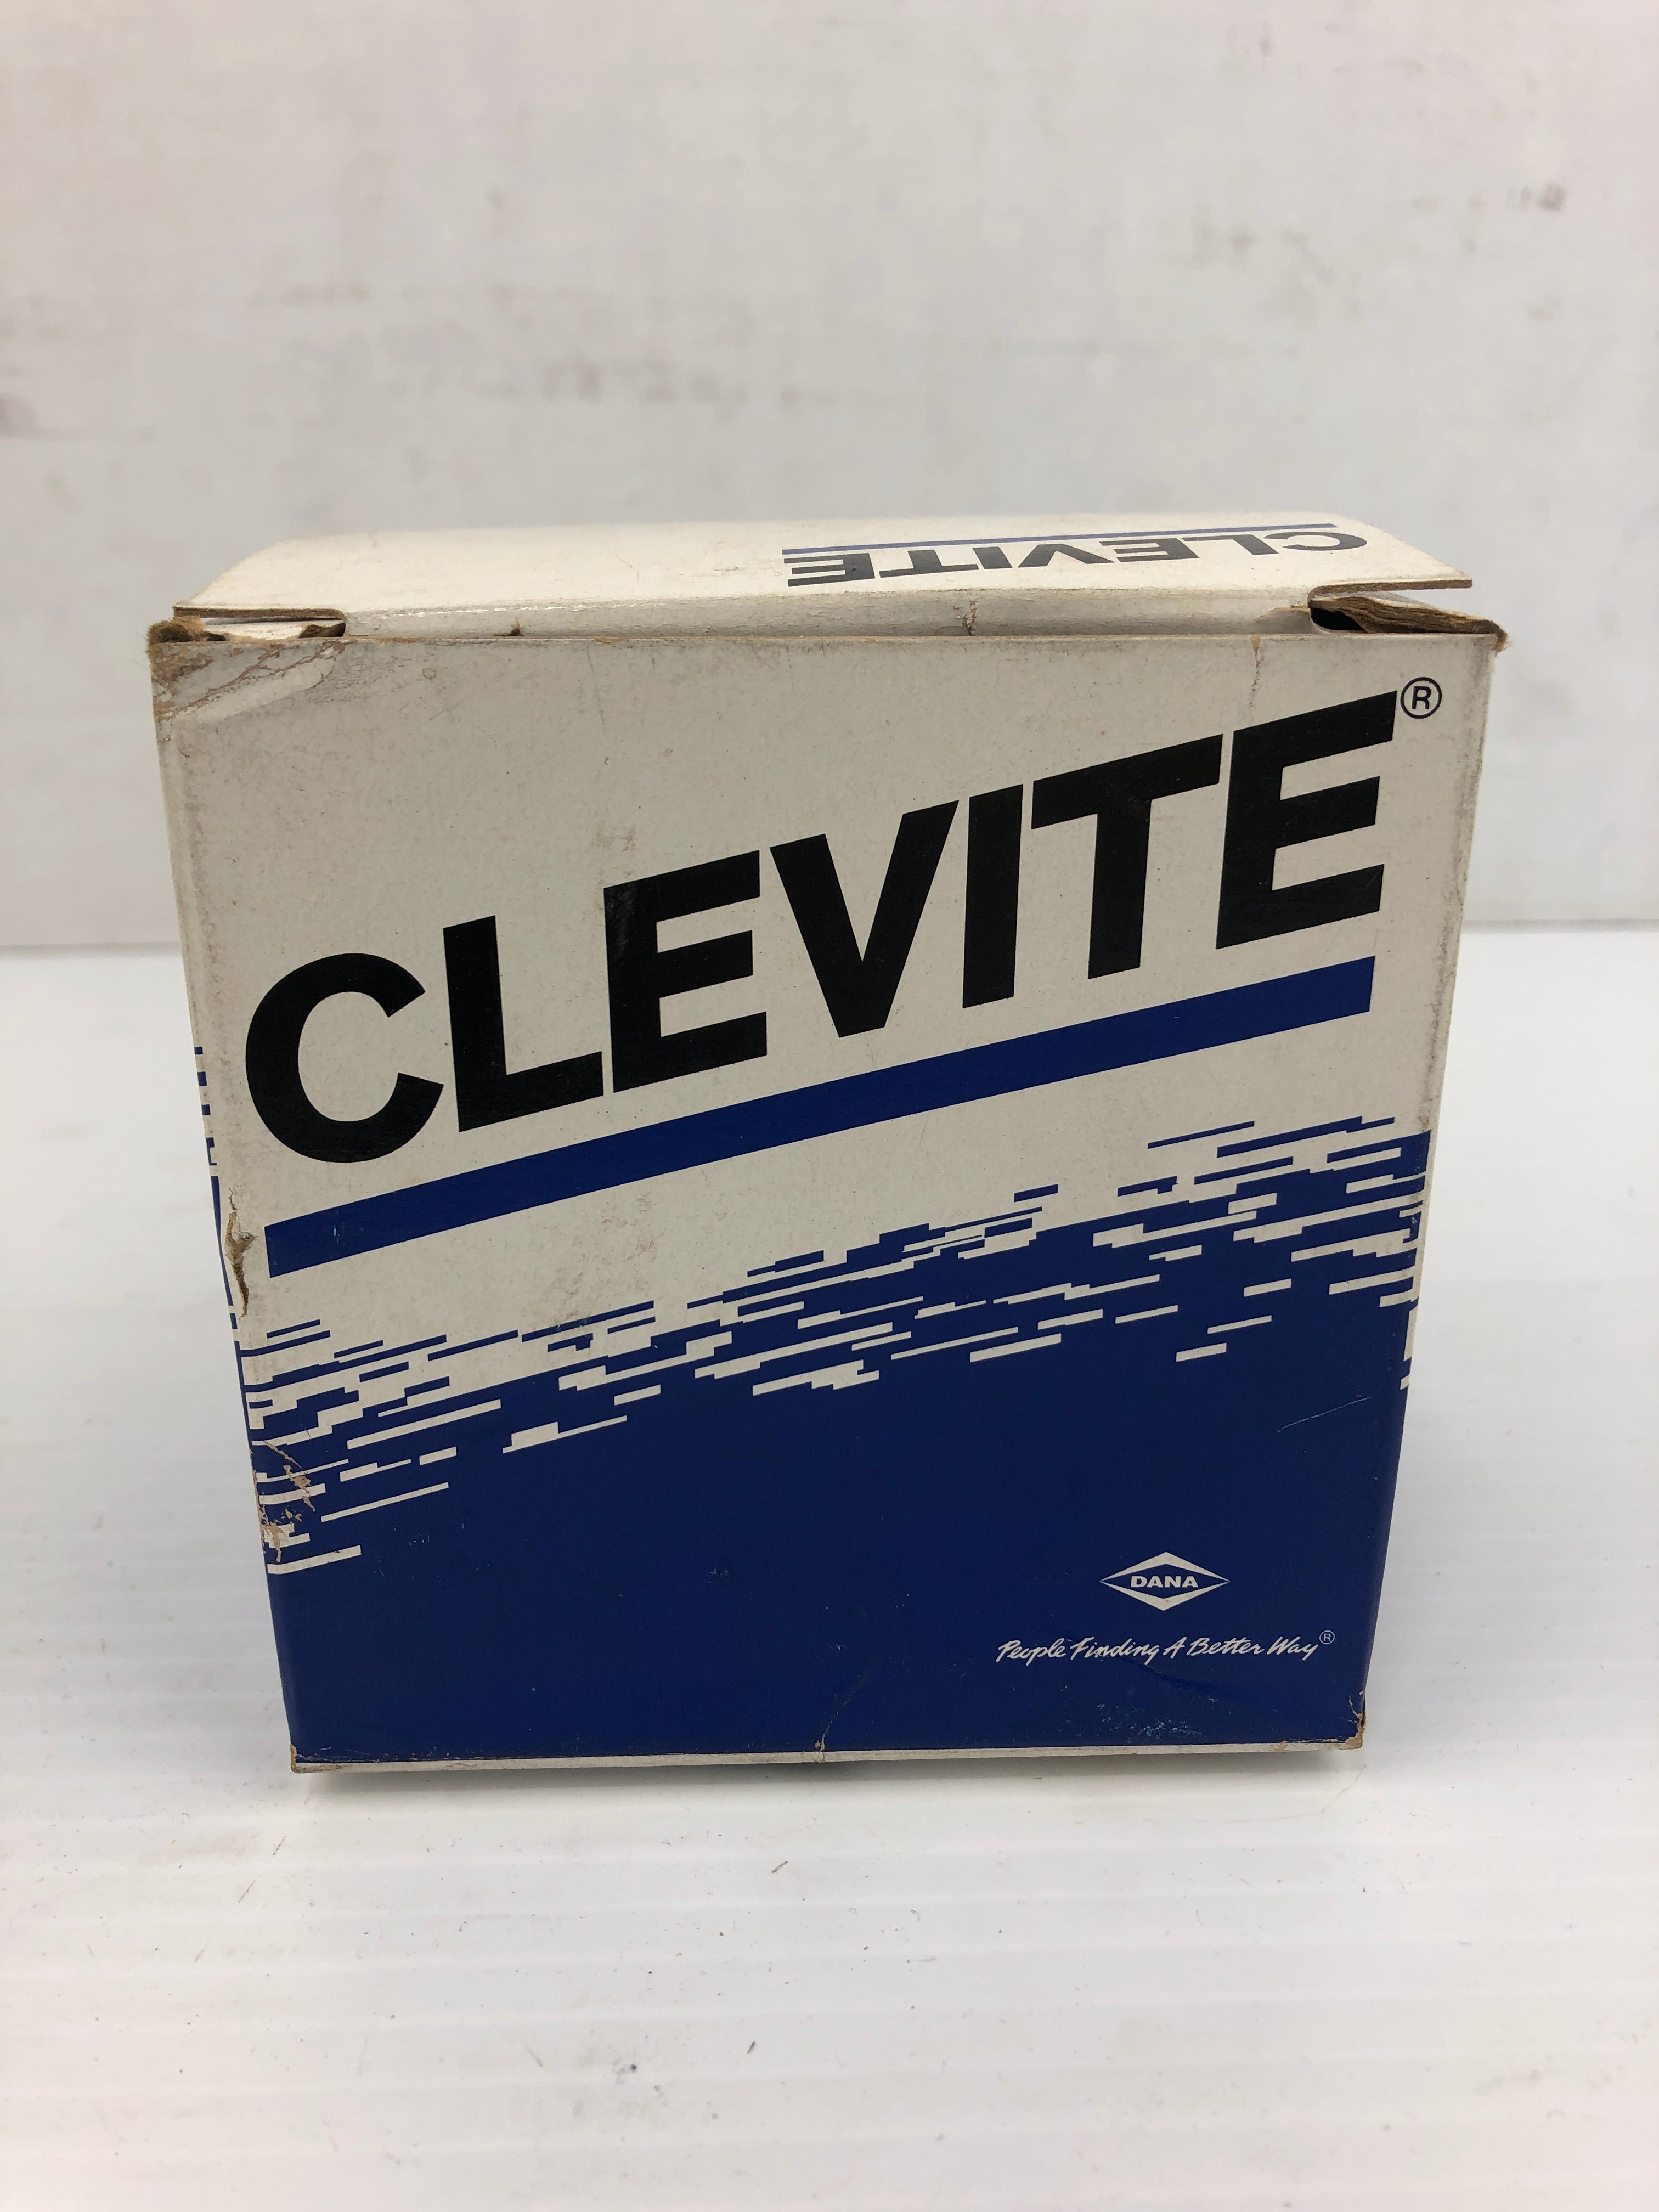 CLEVITE
CLEVITE®
DANA
People Finding A Better Way®